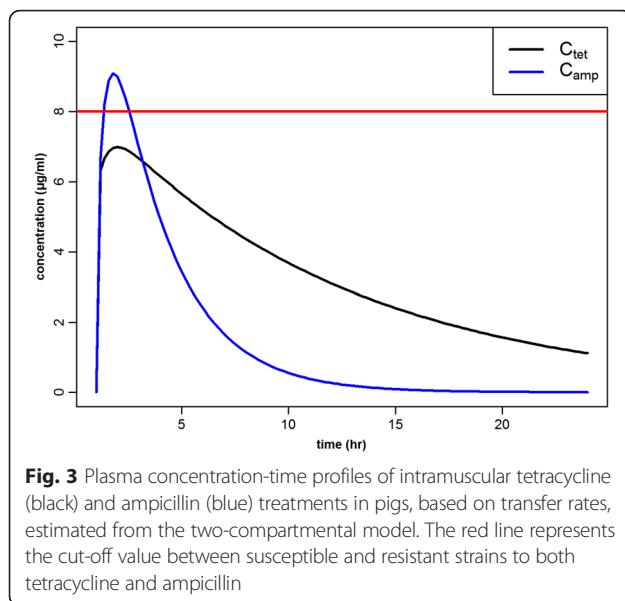 C_tet
C_amp
concentration (µg/ml)
10
8
6
4
2
0
5
10
15
20
time (hr)
Fig. 3 Plasma concentration-time profiles of intramuscular tetracycline
(black) and ampicillin (blue) treatments in pigs, based on transfer rates,
estimated from the two-compartmental model. The red line represents
the cut-off value between susceptible and resistant strains to both
tetracycline and ampicillin